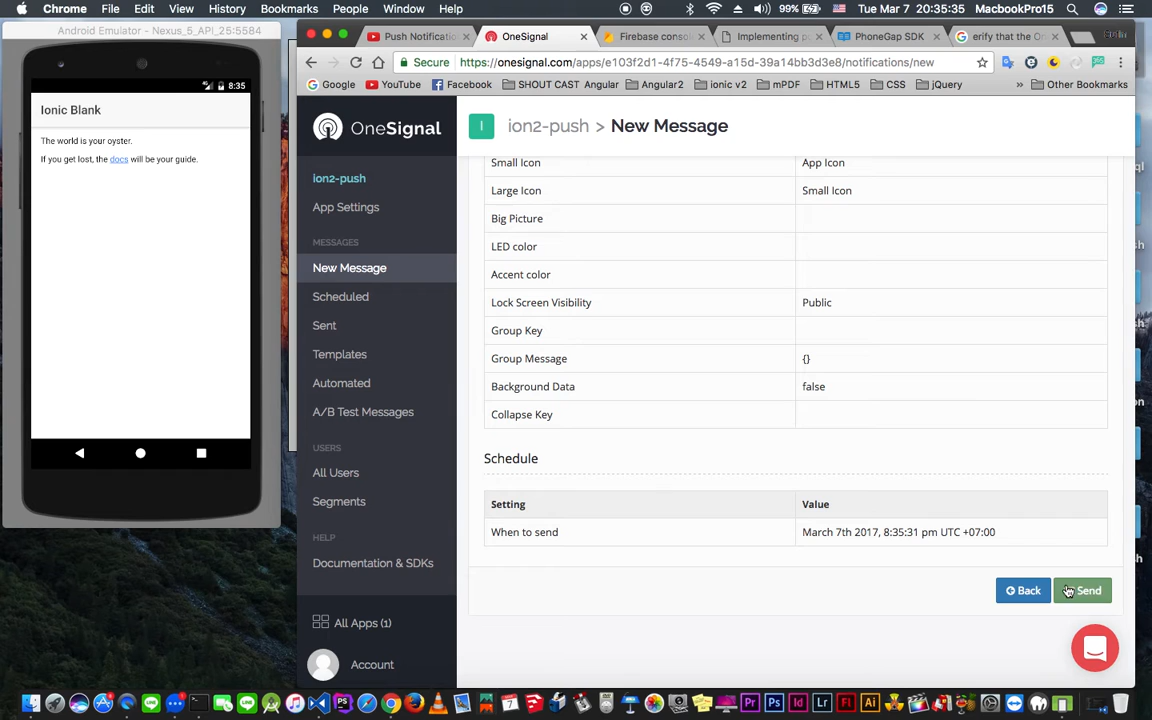 Chrome File Edit View History Bookmarks People Window Help 99% Tue Mar 7 20:35:35 MacbookPro15
Android Emulator - Nexus_5_API_25:5584
8:35
Ionic Blank
The world is your oyster.
If you get lost, the docs will be your guide.
Push Notificatio OneSignal Firebase conso Implementing p PhoneGap SDK erify that the On
Secure https://onesignal.com/apps/e103f2d1-4f75-4549-a15d-39a14bb3d3e8/notifications/new
Google YouTube Facebook SHOUT CAST Angular Angular2 ionic v2 mPDF HTML5 CSS jQuery » Other Bookmarks
OneSignal
I ion2-push > New Message
ion2-push
App Settings
MESSAGES
New Message
Scheduled
Sent
Templates
Automated
A/B Test Messages
USERS
All Users
Segments
HELP
Documentation & SDKs
All Apps (1)
Account
Small Icon App Icon
Large Icon Small Icon
Big Picture
LED color
Accent color
Lock Screen Visibility Public
Group Key
Group Message {}
Background Data false
Collapse Key
Schedule
Setting Value
When to send March 7th 2017, 8:35:31 pm UTC +07:00
Back Send